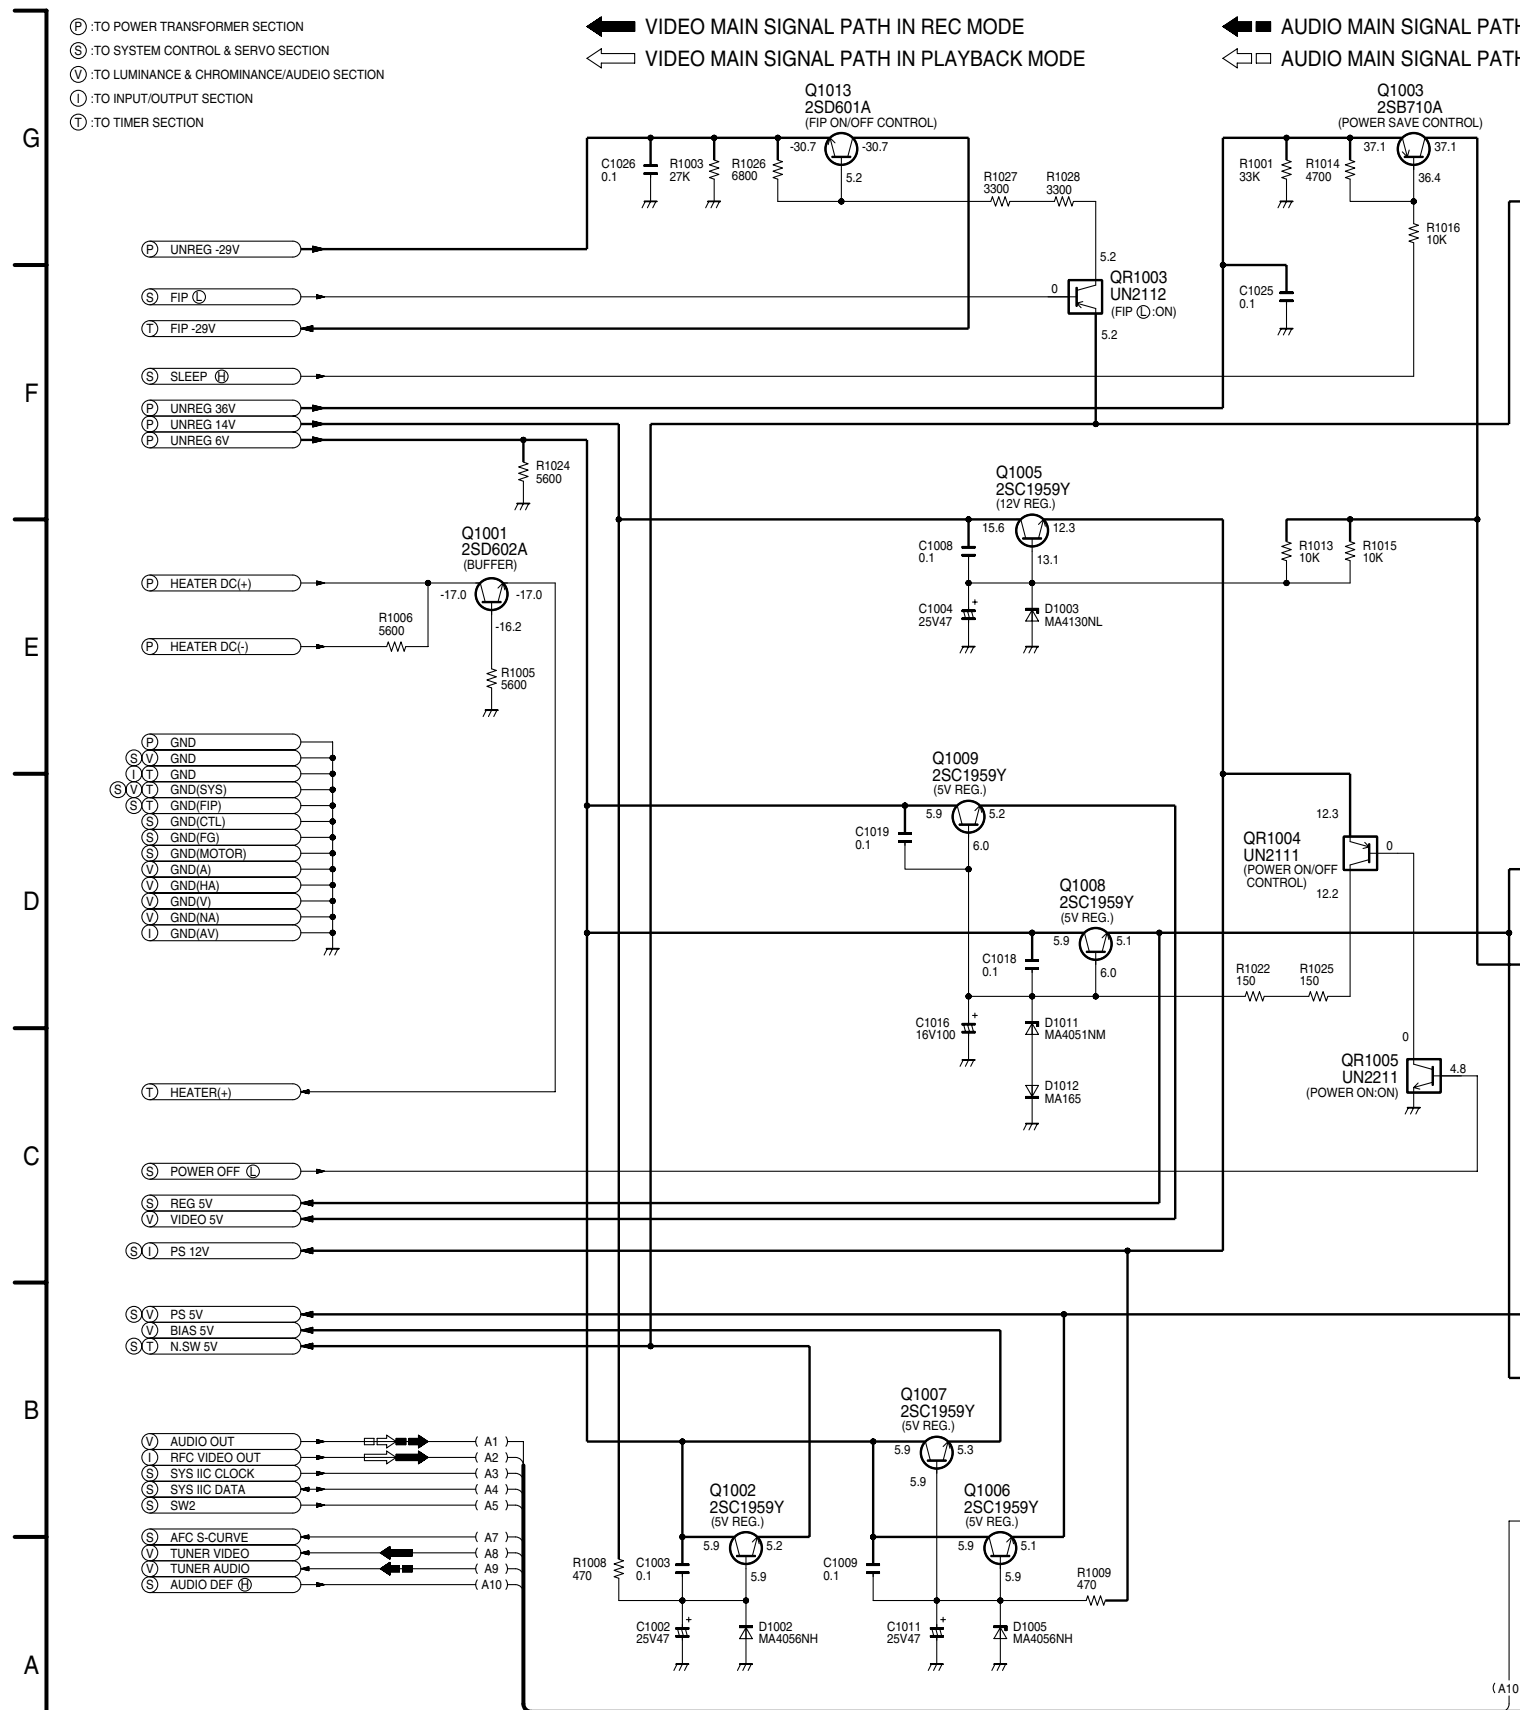 Ⓟ :TO POWER TRANSFORMER SECTION
Ⓢ :TO SYSTEM CONTROL & SERVO SECTION
Ⓥ :TO LUMINANCE & CHROMINANCE/AUDEIO SECTION
Ⓘ :TO INPUT/OUTPUT SECTION
Ⓣ :TO TIMER SECTION
VIDEO MAIN SIGNAL PATH IN REC MODE
VIDEO MAIN SIGNAL PATH IN PLAYBACK MODE
AUDIO MAIN SIGNAL PATH
AUDIO MAIN SIGNAL PATH
G
F
E
D
C
B
A
Q1013
2SD601A
(FIP ON/OFF CONTROL)
-30.7
-30.7
5.2
C1026
0.1
R1003
27K
R1026
6800
R1027
3300
R1028
3300
Q1003
2SB710A
(POWER SAVE CONTROL)
37.1
37.1
36.4
R1001
33K
R1014
4700
R1016
10K
C1025
0.1
Ⓟ UNREG -29V
Ⓢ FIP Ⓛ
Ⓣ FIP -29V
5.2
0
QR1003
UN2112
(FIP Ⓛ:ON)
5.2
Ⓢ SLEEP Ⓗ
Ⓟ UNREG 36V
Ⓟ UNREG 14V
Ⓟ UNREG 6V
R1024
5600
Q1005
2SC1959Y
(12V REG.)
15.6
12.3
13.1
C1008
0.1
C1004
25V47
+
D1003
MA4130NL
R1013
10K
R1015
10K
Q1001
2SD602A
(BUFFER)
-17.0
-17.0
-16.2
Ⓟ HEATER DC(+)
R1006
5600
Ⓟ HEATER DC(-)
R1005
5600
Ⓟ GND
Ⓢ Ⓥ GND
Ⓘ Ⓣ GND
Ⓢ Ⓥ Ⓣ GND(SYS)
Ⓢ Ⓣ GND(FIP)
Ⓢ GND(CTL)
Ⓢ GND(FG)
Ⓢ GND(MOTOR)
Ⓥ GND(A)
Ⓥ GND(HA)
Ⓥ GND(V)
Ⓥ GND(NA)
Ⓘ GND(AV)
Q1009
2SC1959Y
(5V REG.)
5.9
5.2
6.0
C1019
0.1
Q1008
2SC1959Y
(5V REG.)
5.9
5.1
6.0
C1018
0.1
12.3
QR1004
UN2111
(POWER ON/OFF
CONTROL)
0
12.2
R1022
150
R1025
150
C1016
16V100
+
D1011
MA4051NM
D1012
MA165
0
QR1005
UN2211
(POWER ON:ON)
4.8
Ⓣ HEATER(+)
Ⓢ POWER OFF Ⓛ
Ⓢ REG 5V
Ⓥ VIDEO 5V
Ⓢ Ⓘ PS 12V
Ⓢ Ⓥ PS 5V
Ⓥ BIAS 5V
Ⓢ Ⓣ N.SW 5V
Ⓥ AUDIO OUT ( A1 )
Ⓘ RFC VIDEO OUT ( A2 )
Ⓢ SYS IIC CLOCK ( A3 )
Ⓢ SYS IIC DATA ( A4 )
Ⓢ SW2 ( A5 )
Ⓢ AFC S-CURVE ( A7 )
Ⓥ TUNER VIDEO ( A8 )
Ⓥ TUNER AUDIO ( A9 )
Ⓢ AUDIO DEF Ⓗ ( A10 )
Q1007
2SC1959Y
(5V REG.)
5.9
5.3
5.9
Q1002
2SC1959Y
(5V REG.)
5.9
5.2
5.9
Q1006
2SC1959Y
(5V REG.)
5.9
5.1
5.9
R1008
470
C1003
0.1
C1009
0.1
R1009
470
C1002
25V47
+
D1002
MA4056NH
C1011
25V47
+
D1005
MA4056NH
( A10